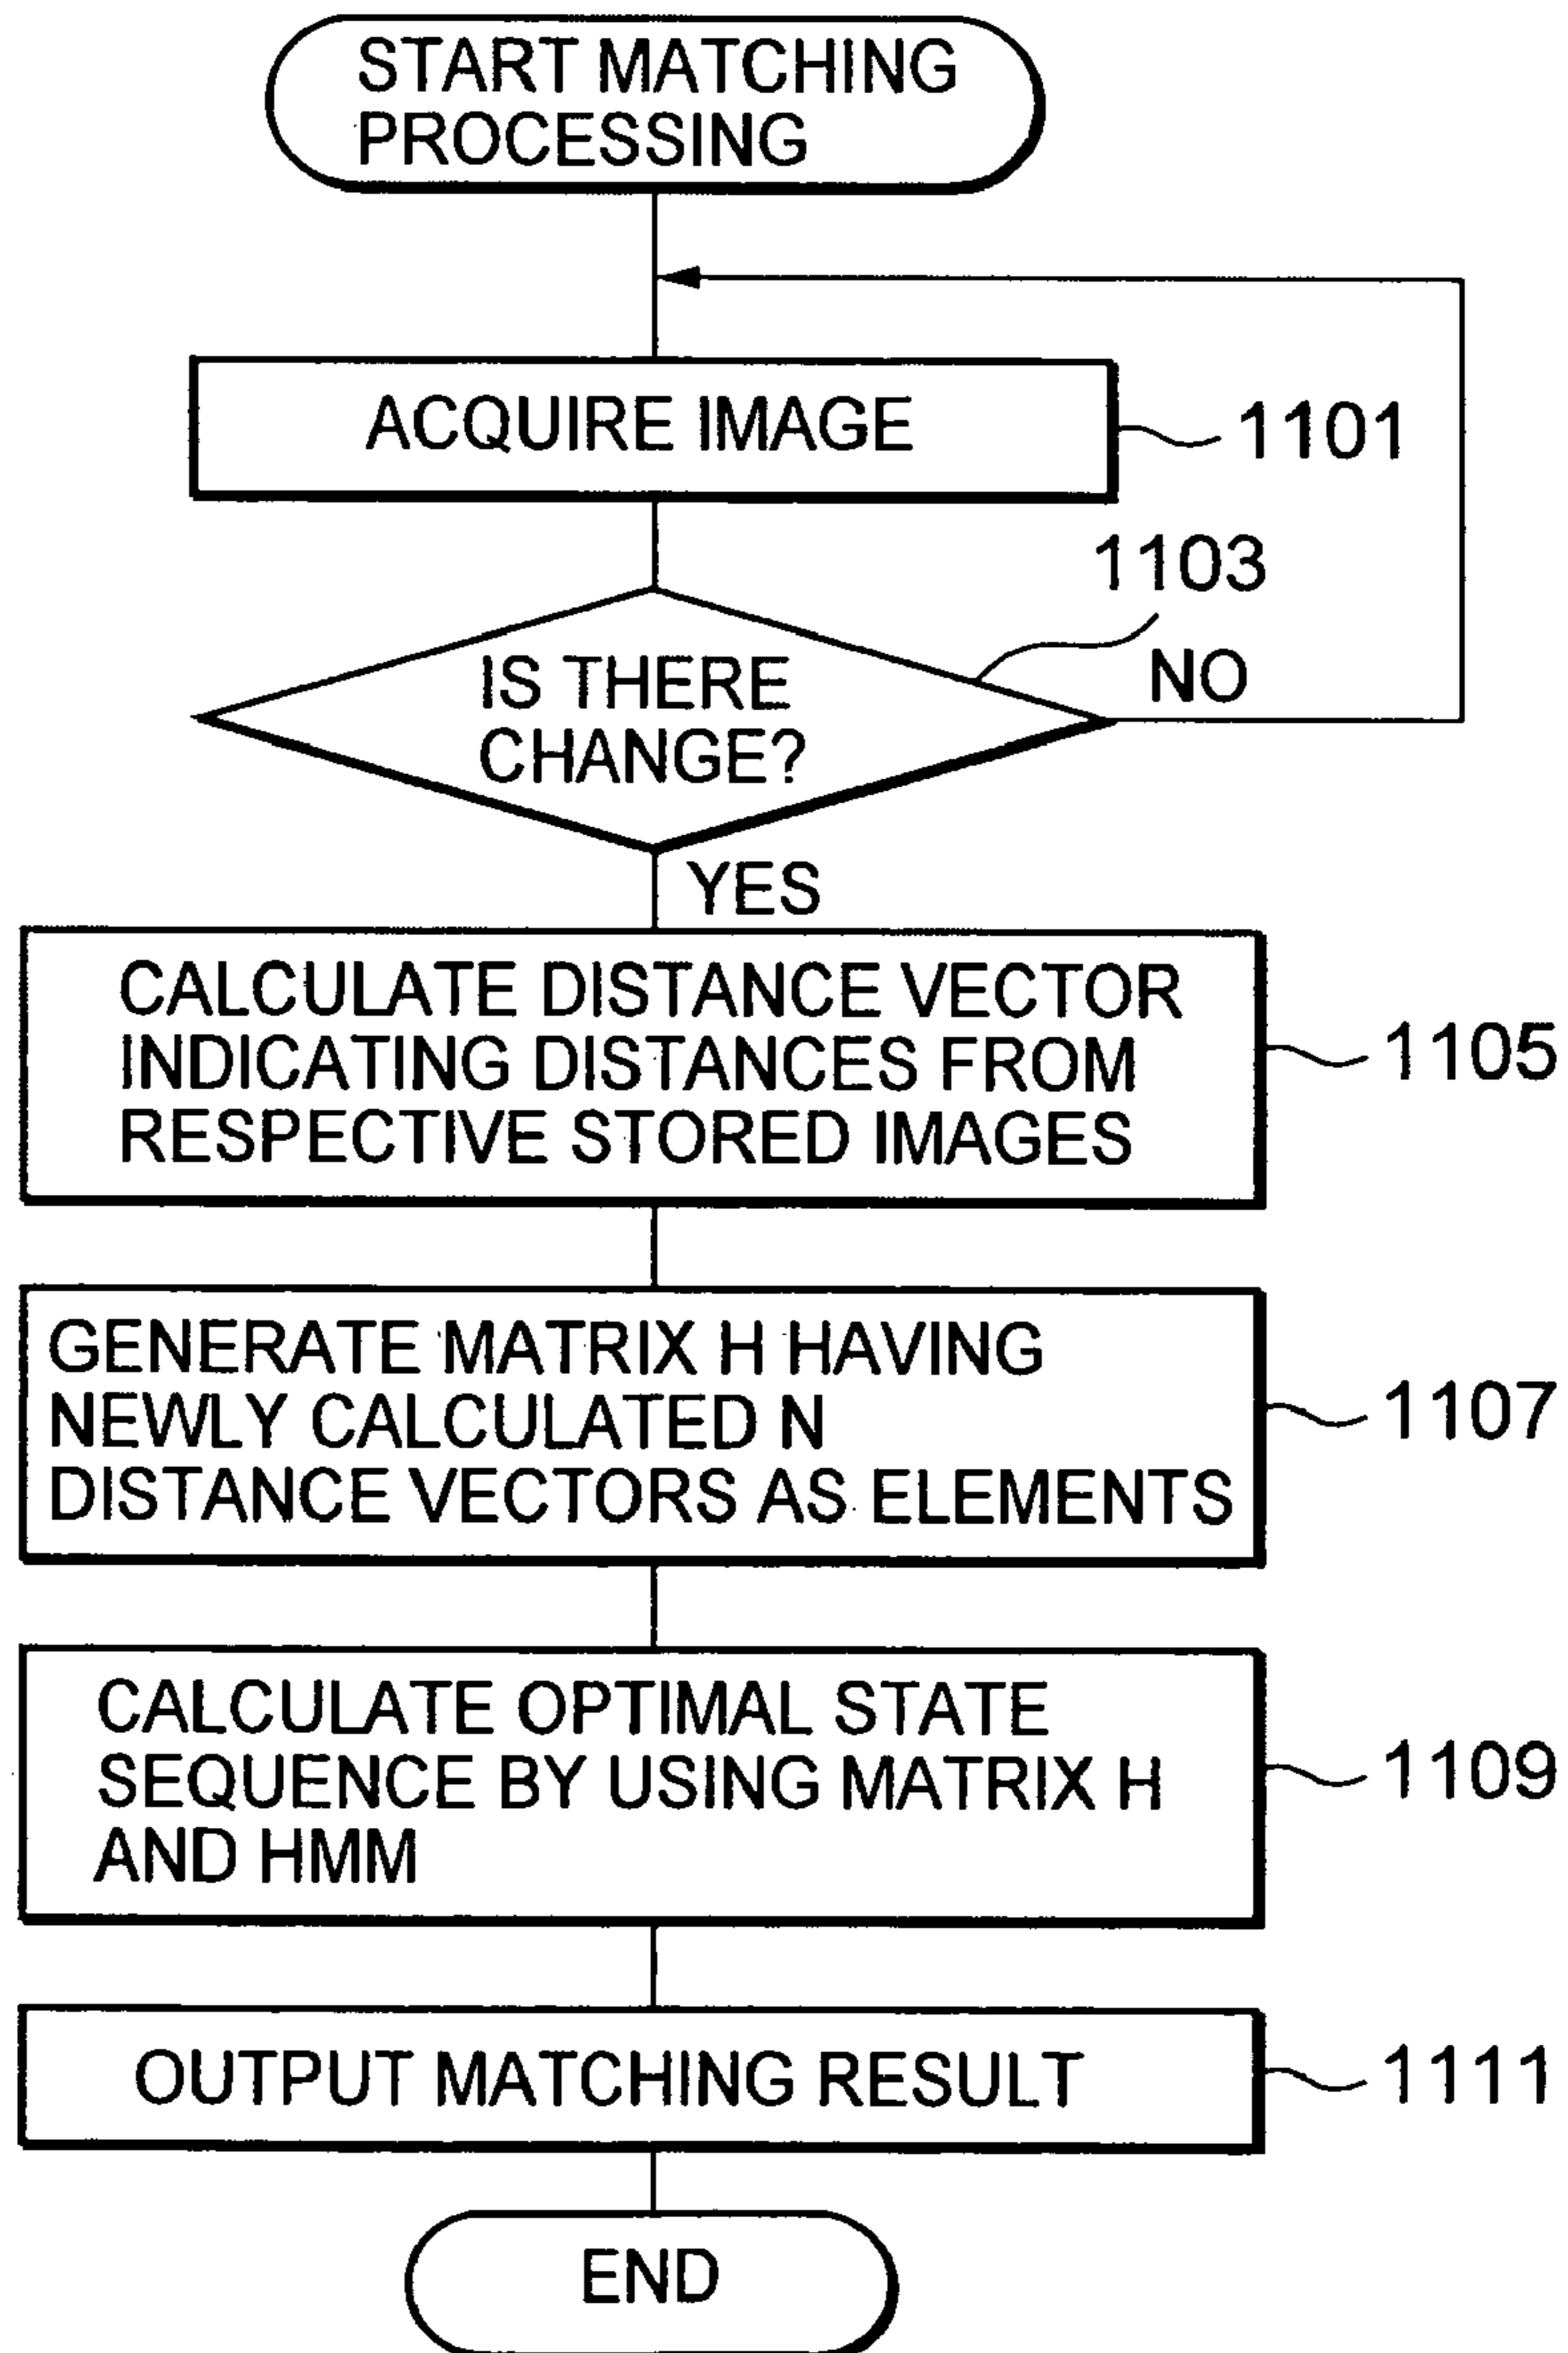 START MATCHING
PROCESSING
ACQUIRE IMAGE
1101
1103
IS THERE
CHANGE?
NO
YES
CALCULATE DISTANCE VECTOR
INDICATING DISTANCES FROM
RESPECTIVE STORED IMAGES
1105
GENERATE MATRIX H HAVING
NEWLY CALCULATED N
DISTANCE VECTORS AS ELEMENTS
1107
CALCULATE OPTIMAL STATE
SEQUENCE BY USING MATRIX H
AND HMM
1109
OUTPUT MATCHING RESULT
1111
END